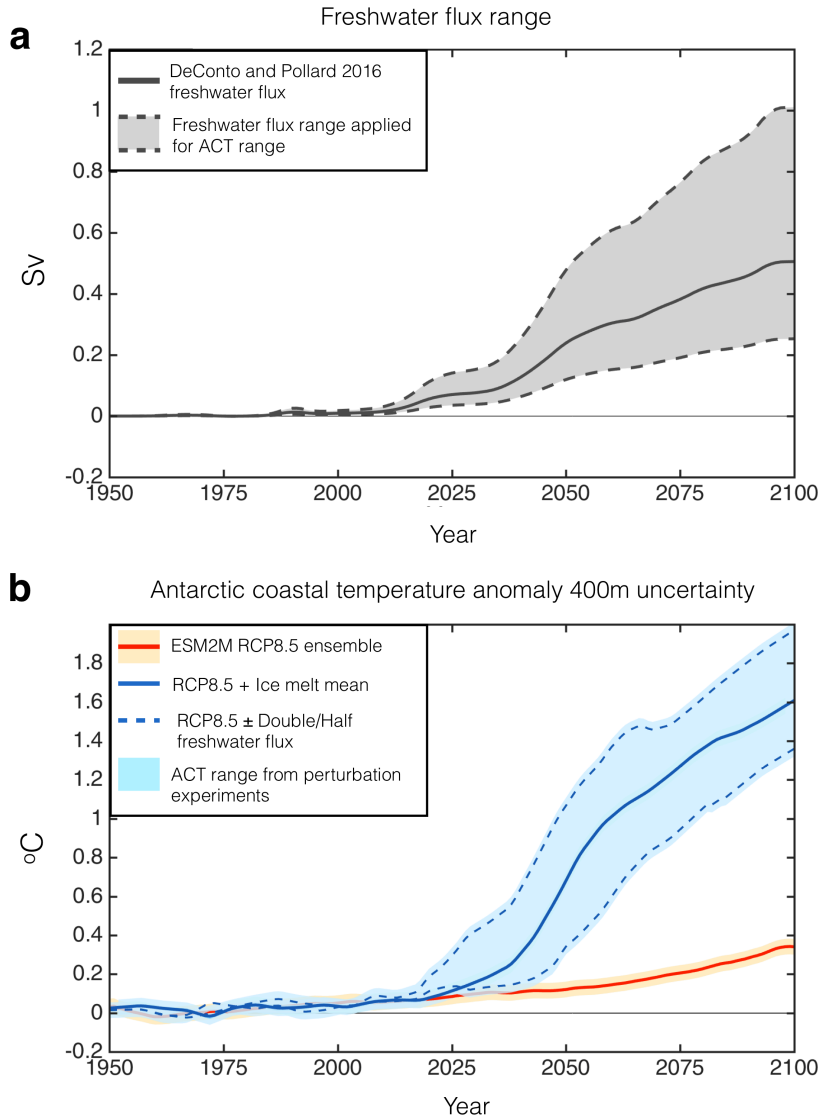 a
Freshwater flux range
1.2
1
0.8
0.6
0.4
0.2
0
-0.2
Sv
DeConto and Pollard 2016
freshwater flux
Freshwater flux range applied
for ACT range
1950 1975 2000 2025 2050 2075 2100
Year
b
Antarctic coastal temperature anomaly 400m uncertainty
1.8
1.6
1.4
1.2
1
0.8
0.6
0.4
0.2
0
-0.2
ºC
ESM2M RCP8.5 ensemble
RCP8.5 + Ice melt mean
RCP8.5 ± Double/Half
freshwater flux
ACT range from perturbation
experiments
1950 1975 2000 2025 2050 2075 2100
Year